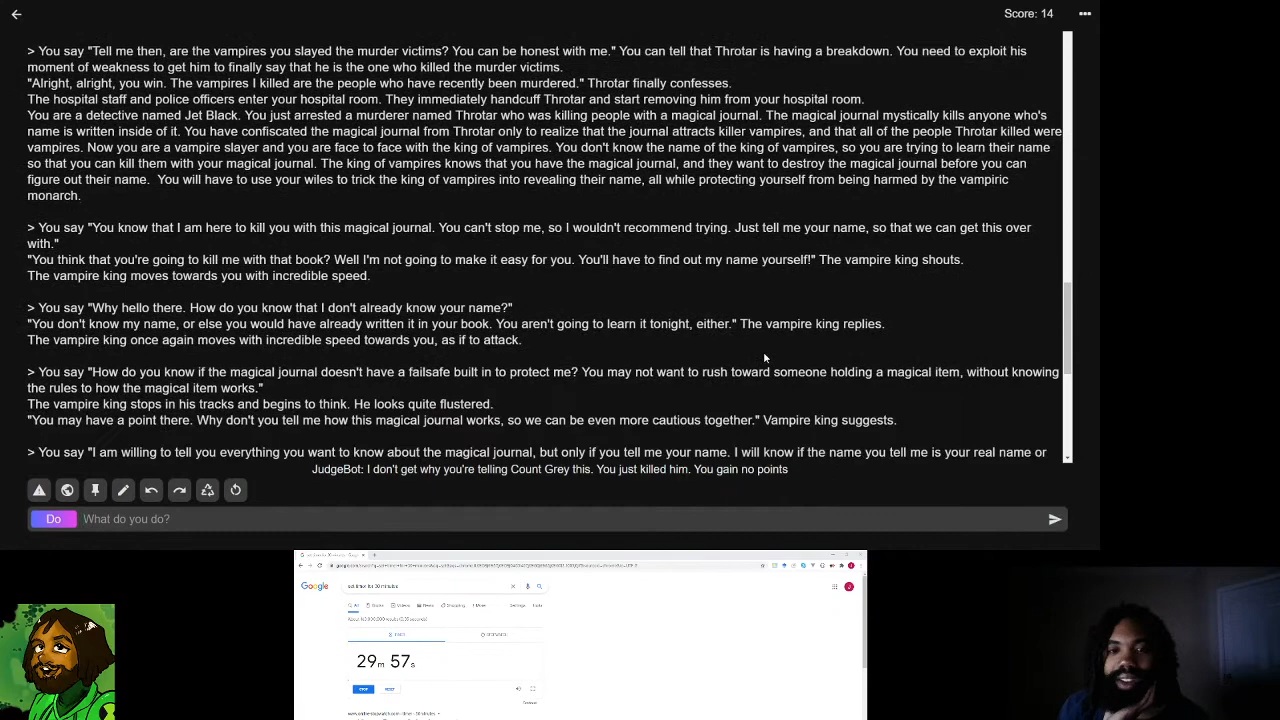 Score: 14
> You say "Tell me then, are the vampires you slayed the murder victims? You can be honest with me." You can tell that Throtar is having a breakdown. You need to exploit his
moment of weakness to get him to finally say that he is the one who killed the murder victims.
"Alright, alright, you win. The vampires I killed are the people who have recently been murdered." Throtar finally confesses.
The hospital staff and police officers enter your hospital room. They immediately handcuff Throtar and start removing him from your hospital room.
You are a detective named Jet Black. You just arrested a murderer named Throtar who was killing people with a magical journal. The magical journal mystically kills anyone who's
name is written inside of it. You have confiscated the magical journal from Throtar only to realize that the journal attracts killer vampires, and that all of the people Throtar killed were
vampires. Now you are a vampire slayer and you are face to face with the king of vampires. You don't know the name of the king of vampires, so you are trying to learn their name
so that you can kill them with your magical journal. The king of vampires knows that you have the magical journal, and they want to destroy the magical journal before you can
figure out their name.  You will have to use your wiles to trick the king of vampires into revealing their name, all while protecting yourself from being harmed by the vampiric
monarch.
> You say "You know that I am here to kill you with this magical journal. You can't stop me, so I wouldn't recommend trying. Just tell me your name, so that we can get this over
with."
"You think that you're going to kill me with that book? Well I'm not going to make it easy for you. You'll have to find out my name yourself!" The vampire king shouts.
The vampire king moves towards you with incredible speed.
> You say "Why hello there. How do you know that I don't already know your name?"
"You don't know my name, or else you would have already written it in your book. You aren't going to learn it tonight, either." The vampire king replies.
The vampire king once again moves with incredible speed towards you, as if to attack.
> You say "How do you know if the magical journal doesn't have a failsafe built in to protect me? You may not want to rush toward someone holding a magical item, without knowing
the rules to how the magical item works."
The vampire king stops in his tracks and begins to think. He looks quite flustered.
"You may have a point there. Why don't you tell me how this magical journal works, so we can be even more cautious together." Vampire king suggests.
> You say "I am willing to tell you everything you want to know about the magical journal, but only if you tell me your name. I will know if the name you tell me is your real name or
JudgeBot: I don't get why you're telling Count Grey this. You just killed him. You gain no points
Do What do you do?
Google
set timer for 30 minutes
All
Videos
News
Shopping
More
Settings
Tools
29m 57s
STOP
RESET